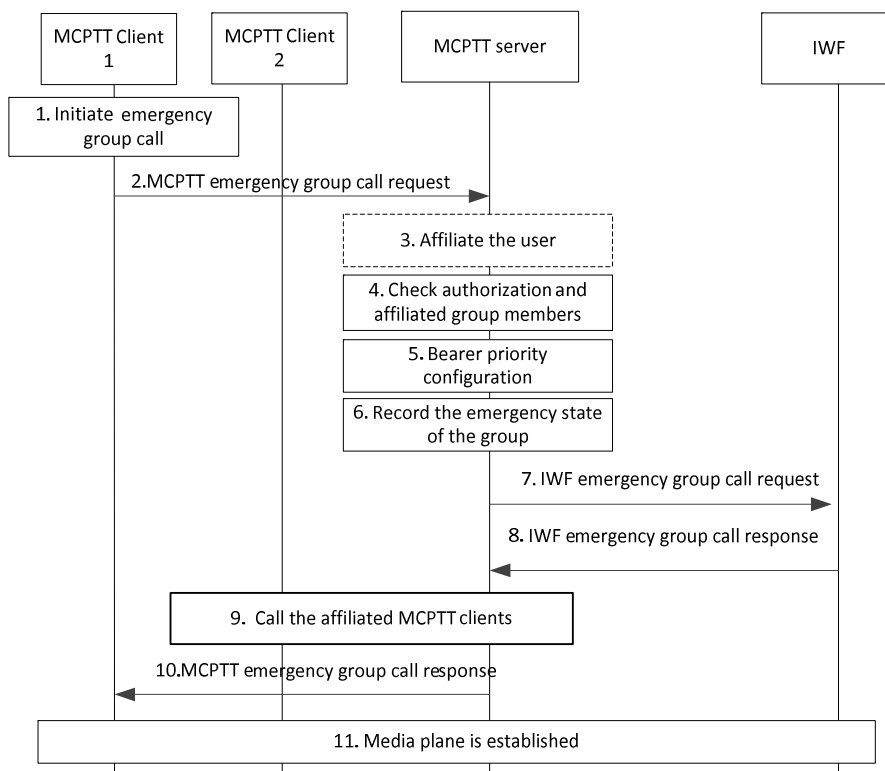 MCPTT Client
1
MCPTT Client
2
MCPTT server
IWF
1. Initiate emergency
group call
2.MCPTT emergency group call request
3. Affiliate the user
4. Check authorization and
affiliated group members
5. Bearer priority
configuration
6. Record the emergency state
of the group
7. IWF emergency group call request
8. IWF emergency group call response
9. Call the affiliated MCPTT clients
10.MCPTT emergency group call response
11. Media plane is established